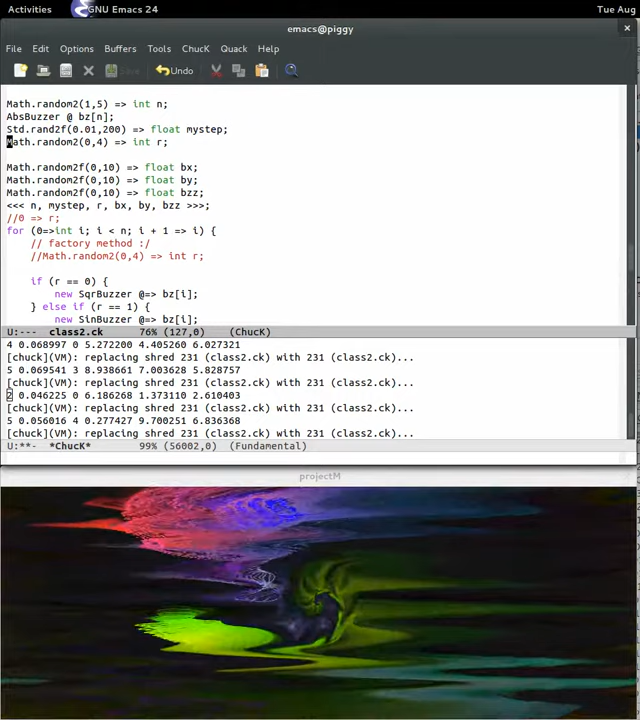 Activities GNU Emacs 24 Tue Aug
emacs@piggy
File Edit Options Buffers Tools ChucK Quack Help
Save Undo
Math.random2(1,5) => int n;
AbsBuzzer @ bz[n];
Std.rand2f(0.01,200) => float mystep;
Math.random2(0,4) => int r;
Math.random2f(0,10) => float bx;
Math.random2f(0,10) => float by;
Math.random2f(0,10) => float bzz;
<<< n, mystep, r, bx, by, bzz >>>;
//0 => r;
for (0=>int i; i < n; i + 1 => i) {
// factory method :/
//Math.random2(0,4) => int r;
if (r == 0) {
new SqrBuzzer @=> bz[i];
} else if (r == 1) {
new SinBuzzer @=> bz[i];
U:--- class2.ck 76% (127,0) (ChucK)
4 0.068997 0 5.272200 4.405260 6.027321
[chuck](VM): replacing shred 231 (class2.ck) with 231 (class2.ck)...
5 0.069541 3 8.938661 7.003628 5.828757
[chuck](VM): replacing shred 231 (class2.ck) with 231 (class2.ck)...
2 0.046225 0 6.186268 1.373110 2.610403
[chuck](VM): replacing shred 231 (class2.ck) with 231 (class2.ck)...
5 0.056016 4 0.277427 9.700251 6.836368
[chuck](VM): replacing shred 231 (class2.ck) with 231 (class2.ck)...
U:**- *ChucK* 99% (56002,0) (Fundamental)
projectM